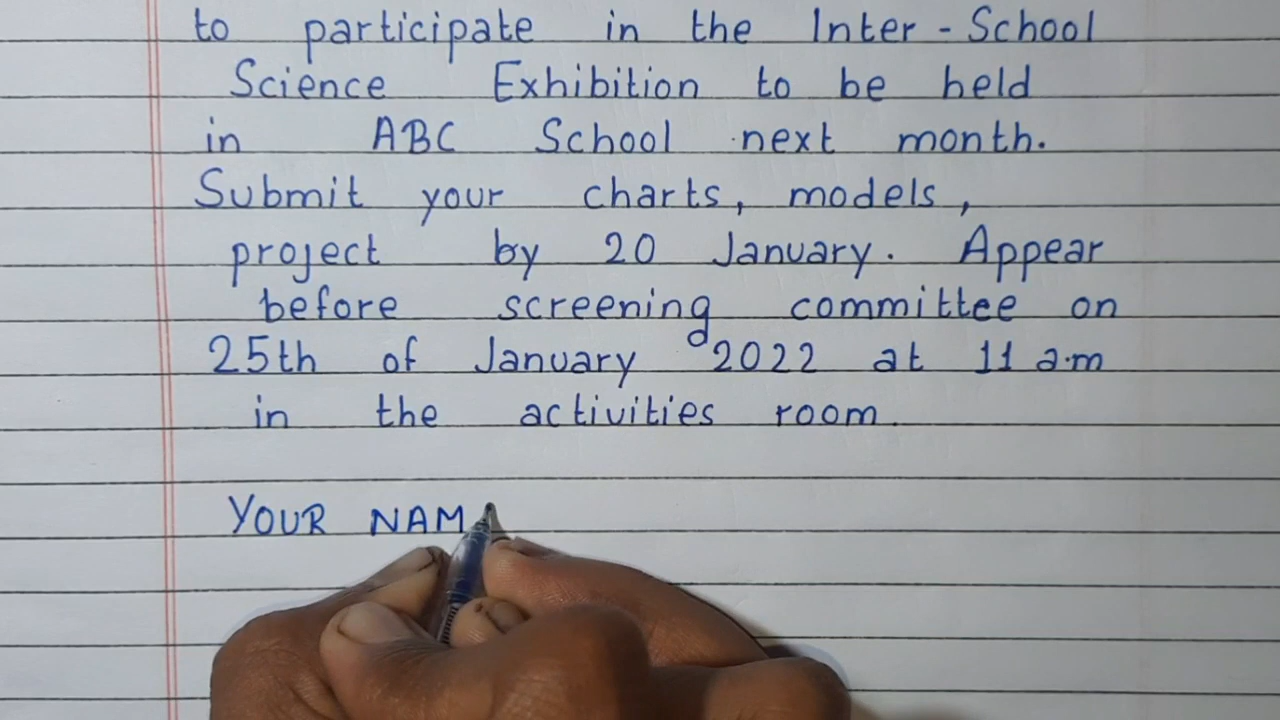 to participate in the Inter-School
Science Exhibition to be held
in ABC School next month.
Submit your charts, models,
project by 20 January. Appear
before screening committee on
25th of January 2022 at 11 a.m
in the activities room.
YOUR NAM